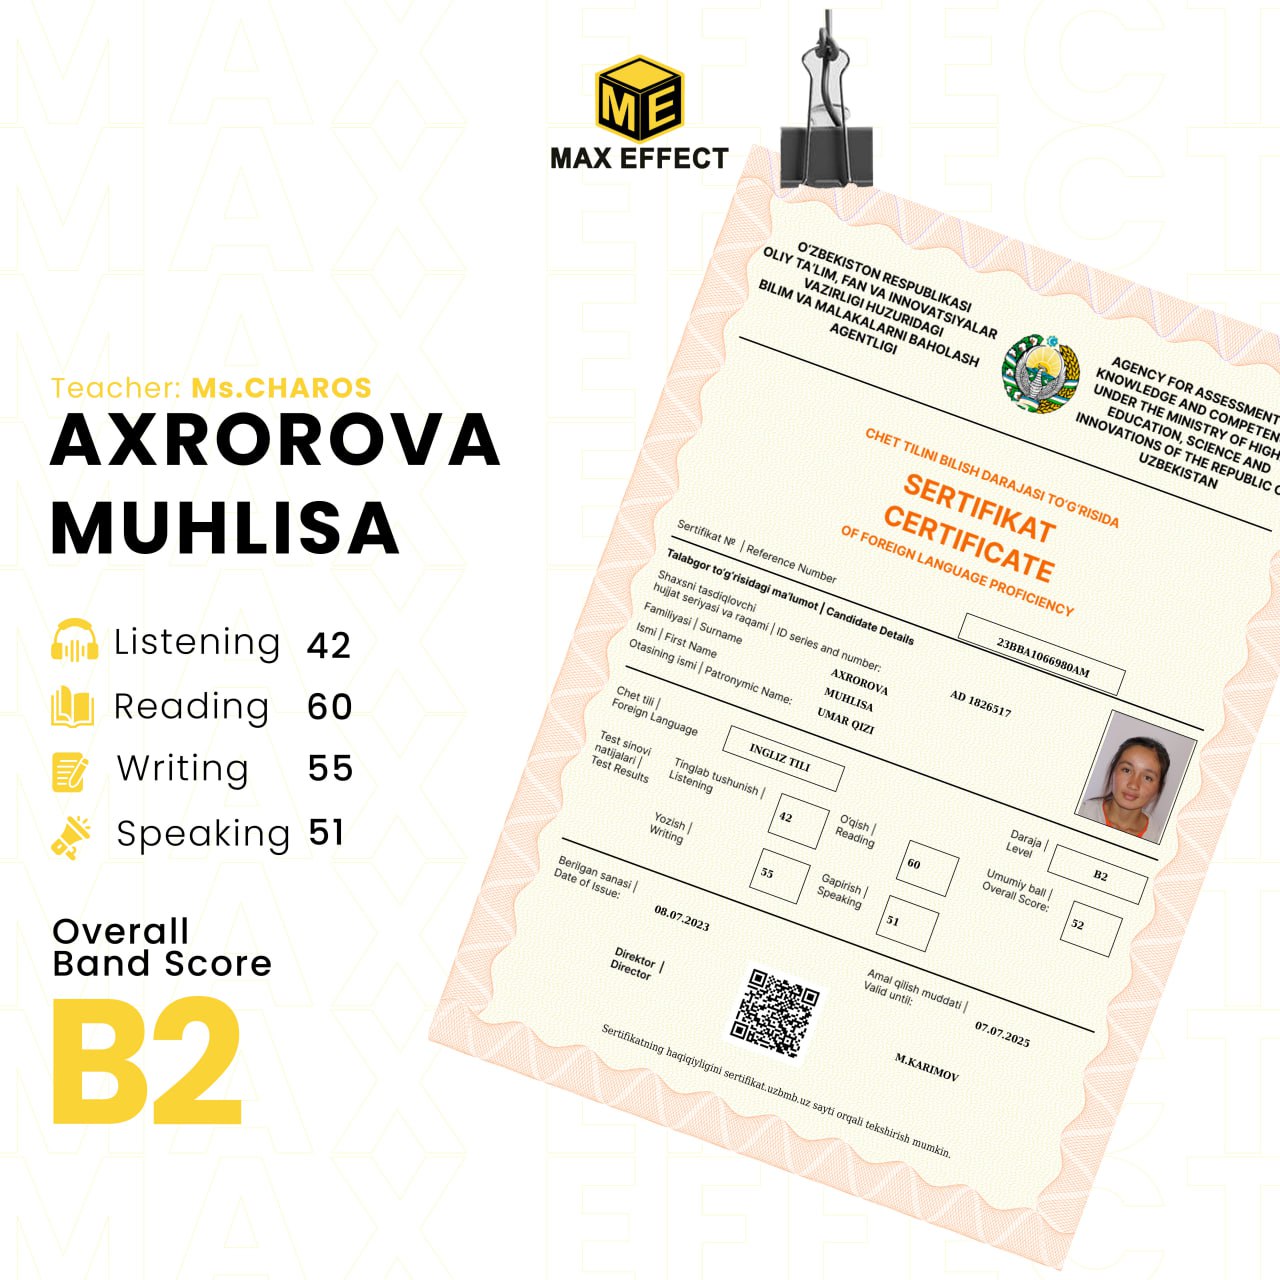 ME
MAX EFFECT
Teacher: Ms.CHAROS
AXROROVA
MUHLISA
Listening 42
Reading 60
Writing 55
Speaking 51
Overall
Band Score
B2
O‘ZBEKISTON RESPUBLIKASI
OLIY TA’LIM, FAN VA INNOVATSIYALAR
VAZIRLIGI HUZURIDAGI
BILIM VA MALAKALARNI BAHOLASH
AGENTLIGI
AGENCY FOR ASSESSMENT
KNOWLEDGE AND COMPETEN
UNDER THE MINISTRY OF HIGH
EDUCATION, SCIENCE AND
INNOVATIONS OF THE REPUBLIC O
UZBEKISTAN
CHET TILINI BILISH DARAJASI TO‘G‘RISIDA
SERTIFIKAT
CERTIFICATE
OF FOREIGN LANGUAGE PROFICIENCY
Sertifikat № | Reference Number
23BBA1066980AM
Talabgor to‘g‘risidagi ma’lumot | Candidate Details
Shaxsni tasdiqlovchi
hujjat seriyasi va raqami | ID series and number:
AD 1826517
Familiyasi | Surname
AXROROVA
Ismi | First Name
MUHLISA
Otasining ismi | Patronymic Name:
UMAR QIZI
Chet tili |
Foreign Language
INGLIZ TILI
Test sinovi
natijalari |
Test Results
Tinglab tushunish |
Listening
42
O‘qish |
Reading
60
Daraja |
Level
B2
Yozish |
Writing
55
Gapirish |
Speaking
51
Umumiy ball |
Overall Score:
52
Berilgan sanasi |
Date of Issue:
08.07.2023
Amal qilish muddati |
Valid until:
07.07.2025
Direktor |
Director
M.KARIMOV
Sertifikatning haqiqiyligini sertifikat.uzbmb.uz sayti orqali tekshirish mumkin.